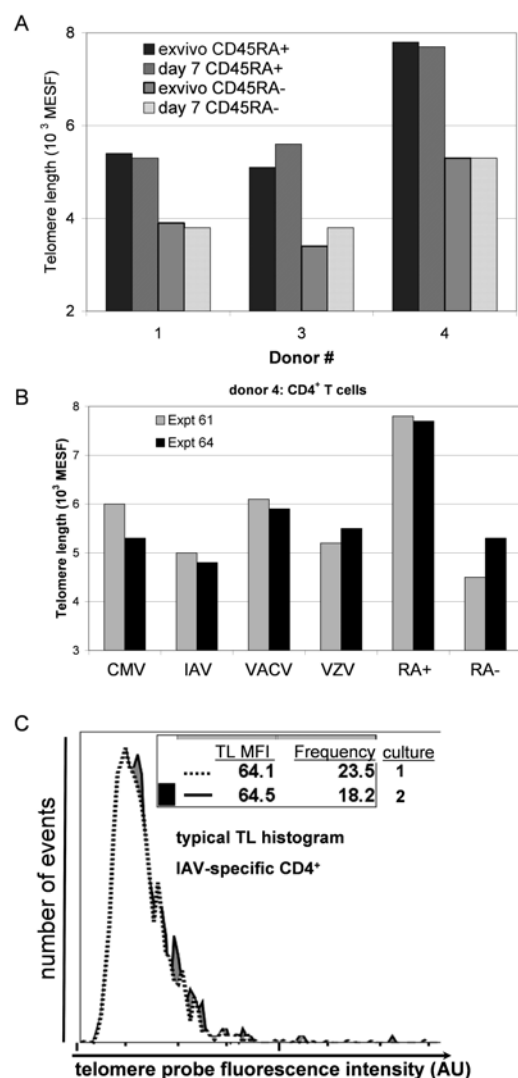 A
Telomere length (10³ MESF)
8
6
4
2
exvivo CD45RA+
day 7 CD45RA+
exvivo CD45RA-
day 7 CD45RA-
1 3 4
Donor #
B
donor 4: CD4⁺ T cells
Telomere length (10³ MESF)
8
7
6
5
4
3
Expt 61
Expt 64
CMV IAV VACV VZV RA+ RA-
C
number of events
TL MFI Frequency culture
64.1 23.5 1
64.5 18.2 2
typical TL histogram
IAV-specific CD4⁺
telomere probe fluorescence intensity (AU)